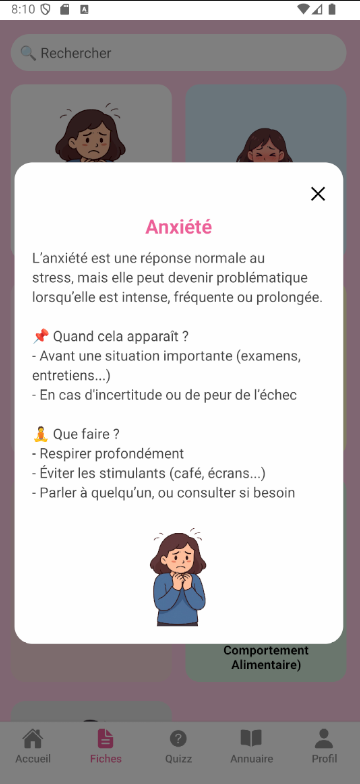 8:10
Rechercher
Anxiété
L'anxiété est une réponse normale au
stress, mais elle peut devenir problématique
lorsqu'elle est intense, fréquente ou prolongée.
📌 Quand cela apparaît ?
- Avant une situation importante (examens,
entretiens...)
- En cas d'incertitude ou de peur de l'échec
🧘 Que faire ?
- Respirer profondément
- Éviter les stimulants (café, écrans...)
- Parler à quelqu'un, ou consulter si besoin
Comportement
Alimentaire)
Accueil Fiches Quizz Annuaire Profil